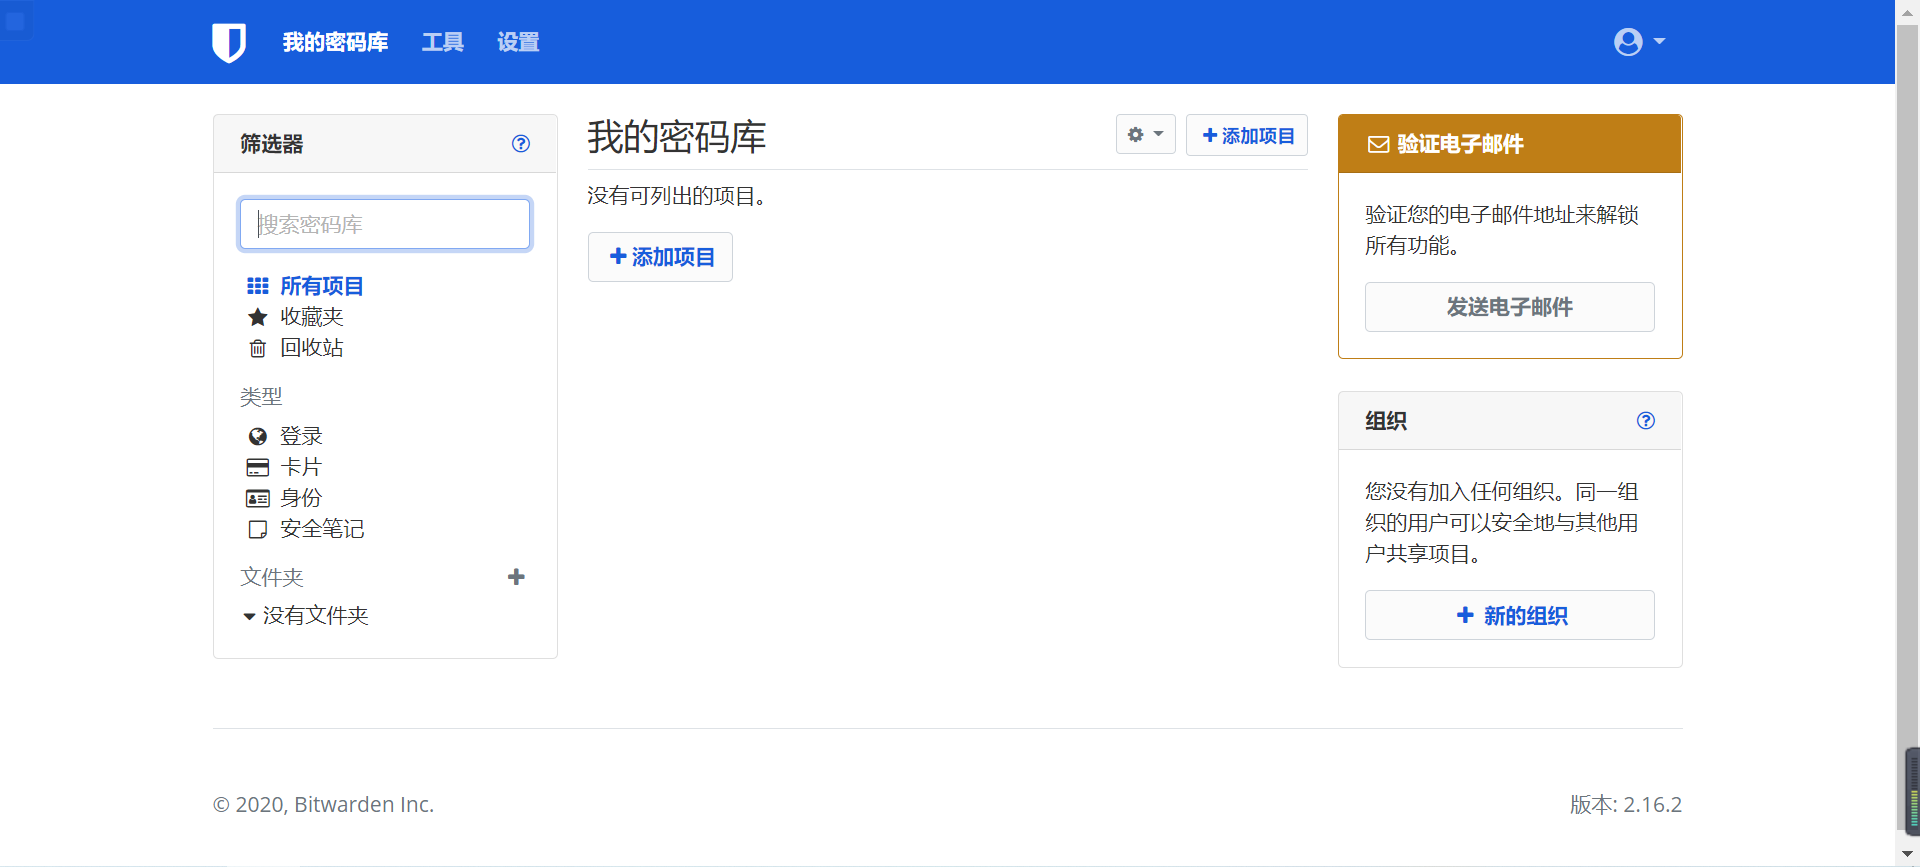 我的密码库 工具 设置
筛选器
搜索密码库
所有项目
收藏夹
回收站
类型
登录
卡片
身份
安全笔记
文件夹
没有文件夹
我的密码库
添加项目
没有可列出的项目。
添加项目
验证电子邮件
验证您的电子邮件地址来解锁
所有功能。
发送电子邮件
组织
您没有加入任何组织。同一组
织的用户可以安全地与其他用
户共享项目。
新的组织
© 2020, Bitwarden Inc.
版本: 2.16.2